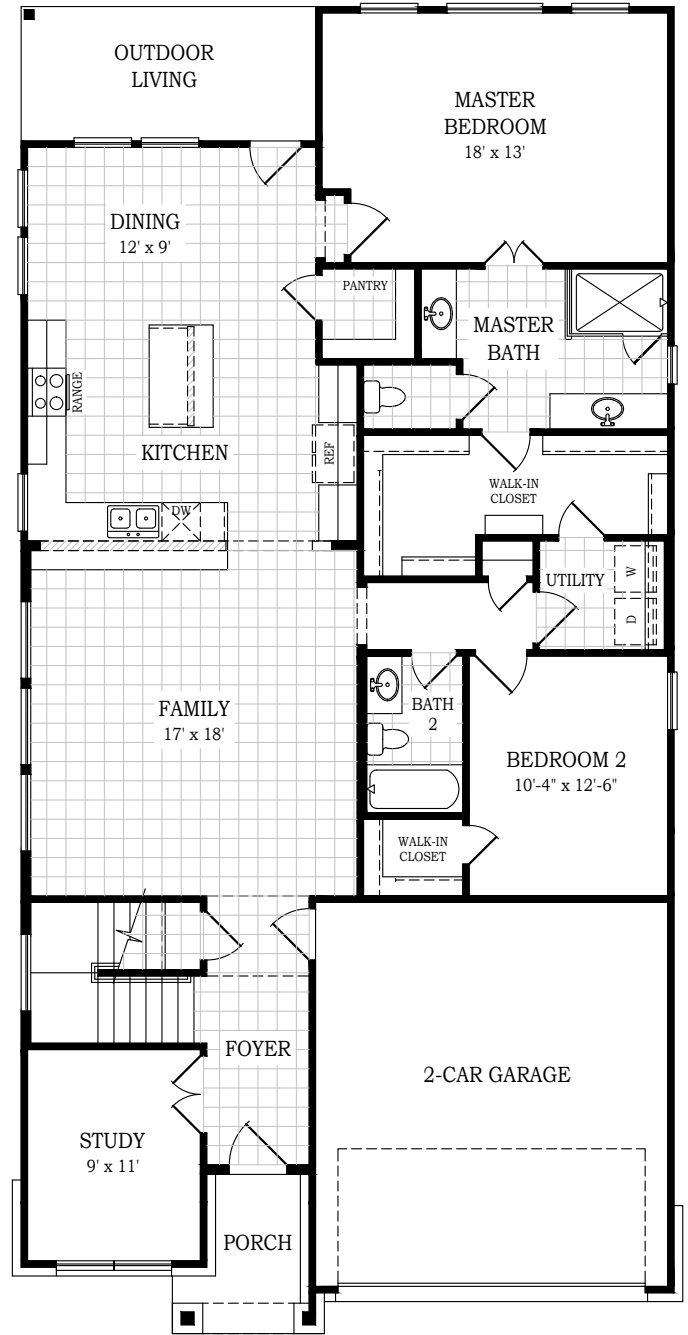 OUTDOOR
LIVING
MASTER
BEDROOM
18' x 13'
DINING
12' x 9'
PANTRY
MASTER
BATH
RANGE
KITCHEN
REF
WALK-IN
CLOSET
DW
UTILITY
W
D
FAMILY
17' x 18'
BATH
2
BEDROOM 2
10'-4" x 12'-6"
WALK-IN
CLOSET
FOYER
2-CAR GARAGE
STUDY
9' x 11'
PORCH